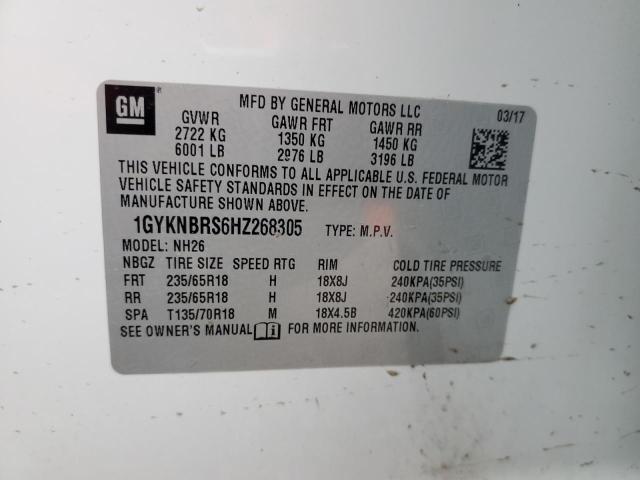 GM
®
MFD BY GENERAL MOTORS LLC
03/17
GVWR GAWR FRT GAWR RR
2722 KG 1350 KG 1450 KG
6001 LB 2976 LB 3196 LB
THIS VEHICLE CONFORMS TO ALL APPLICABLE U.S. FEDERAL MOTOR
VEHICLE SAFETY STANDARDS IN EFFECT ON THE DATE OF
MANUFACTURE SHOWN ABOVE.
1GYKNBRS6HZ268305 TYPE: M.P.V.
MODEL: NH26
NBGZ TIRE SIZE SPEED RTG RIM COLD TIRE PRESSURE
FRT 235/65R18 H 18X8J 240KPA(35PSI)
RR 235/65R18 H 18X8J 240KPA(35PSI)
SPA T135/70R18 M 18X4.5B 420KPA(60PSI)
SEE OWNER'S MANUAL i FOR MORE INFORMATION.